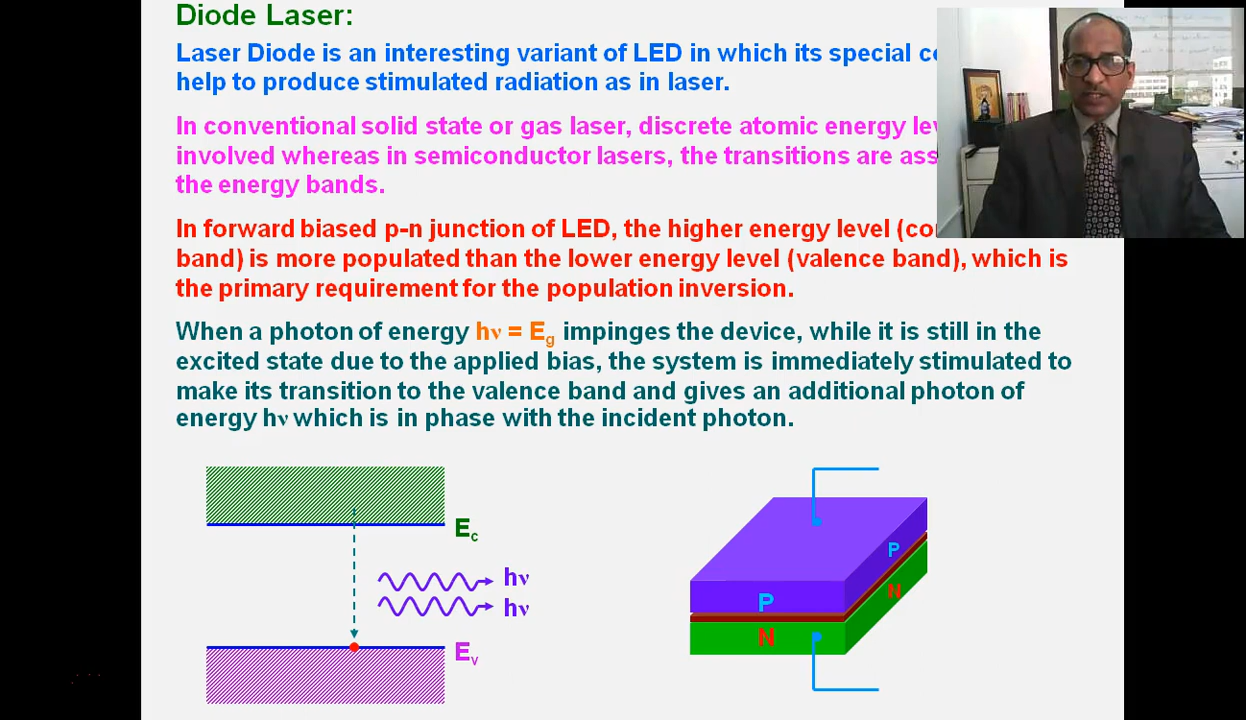 Diode Laser:
Laser Diode is an interesting variant of LED in which its special
help to produce stimulated radiation as in laser.
In conventional solid state or gas laser, discrete atomic energy
involved whereas in semiconductor lasers, the transitions are
the energy bands.
In forward biased p-n junction of LED, the higher energy level
band) is more populated than the lower energy level (valence band), which is
the primary requirement for the population inversion.
When a photon of energy hν = Eg impinges the device, while it is still in the
excited state due to the applied bias, the system is immediately stimulated to
make its transition to the valence band and gives an additional photon of
energy hν which is in phase with the incident photon.
Ec
hν
hν
Ev
P
N
P
N